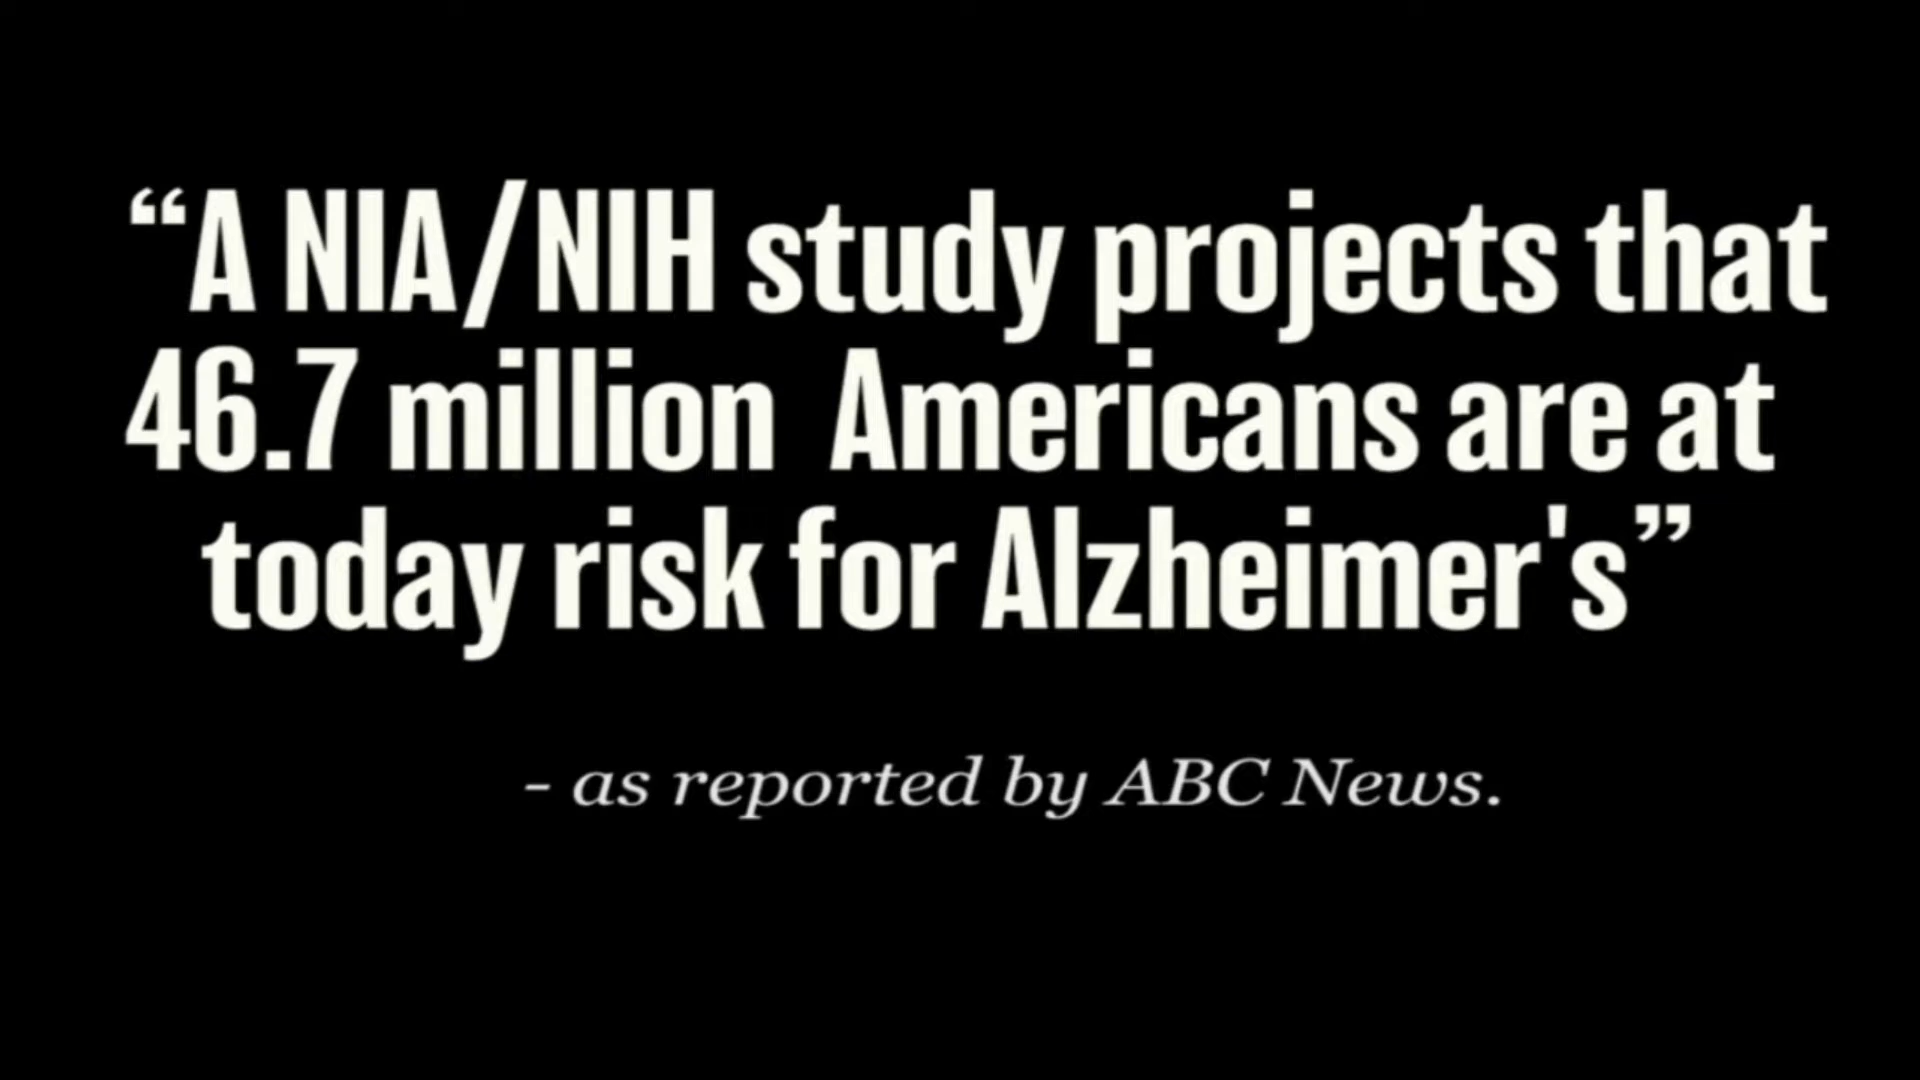 “A NIA/NIH study projects that
46.7 million  Americans are at
today risk for Alzheimer's”
- as reported by ABC News.